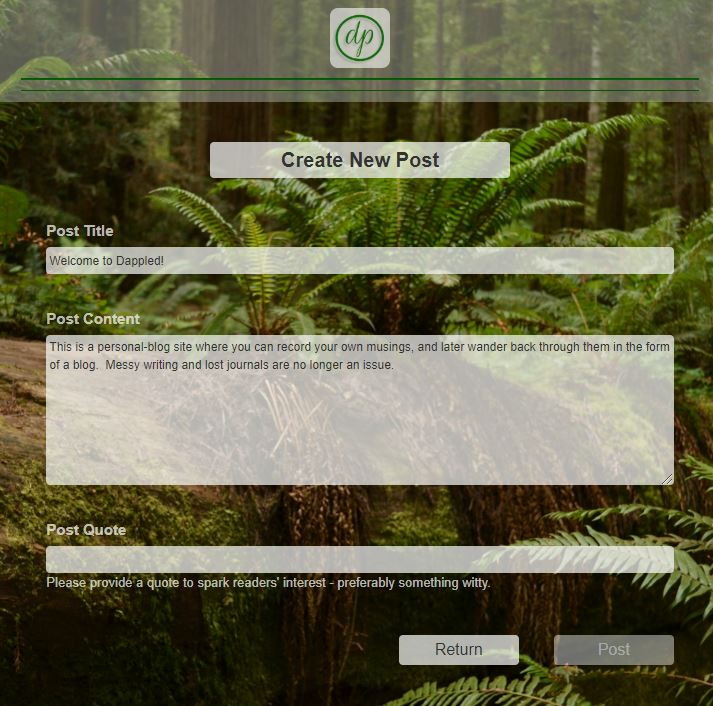 dp
Create New Post
Post Title
Welcome to Dappled!
Post Content
This is a personal-blog site where you can record your own musings, and later wander back through them in the form
of a blog.  Messy writing and lost journals are no longer an issue.
Post Quote
Please provide a quote to spark readers' interest - preferably something witty.
Return
Post